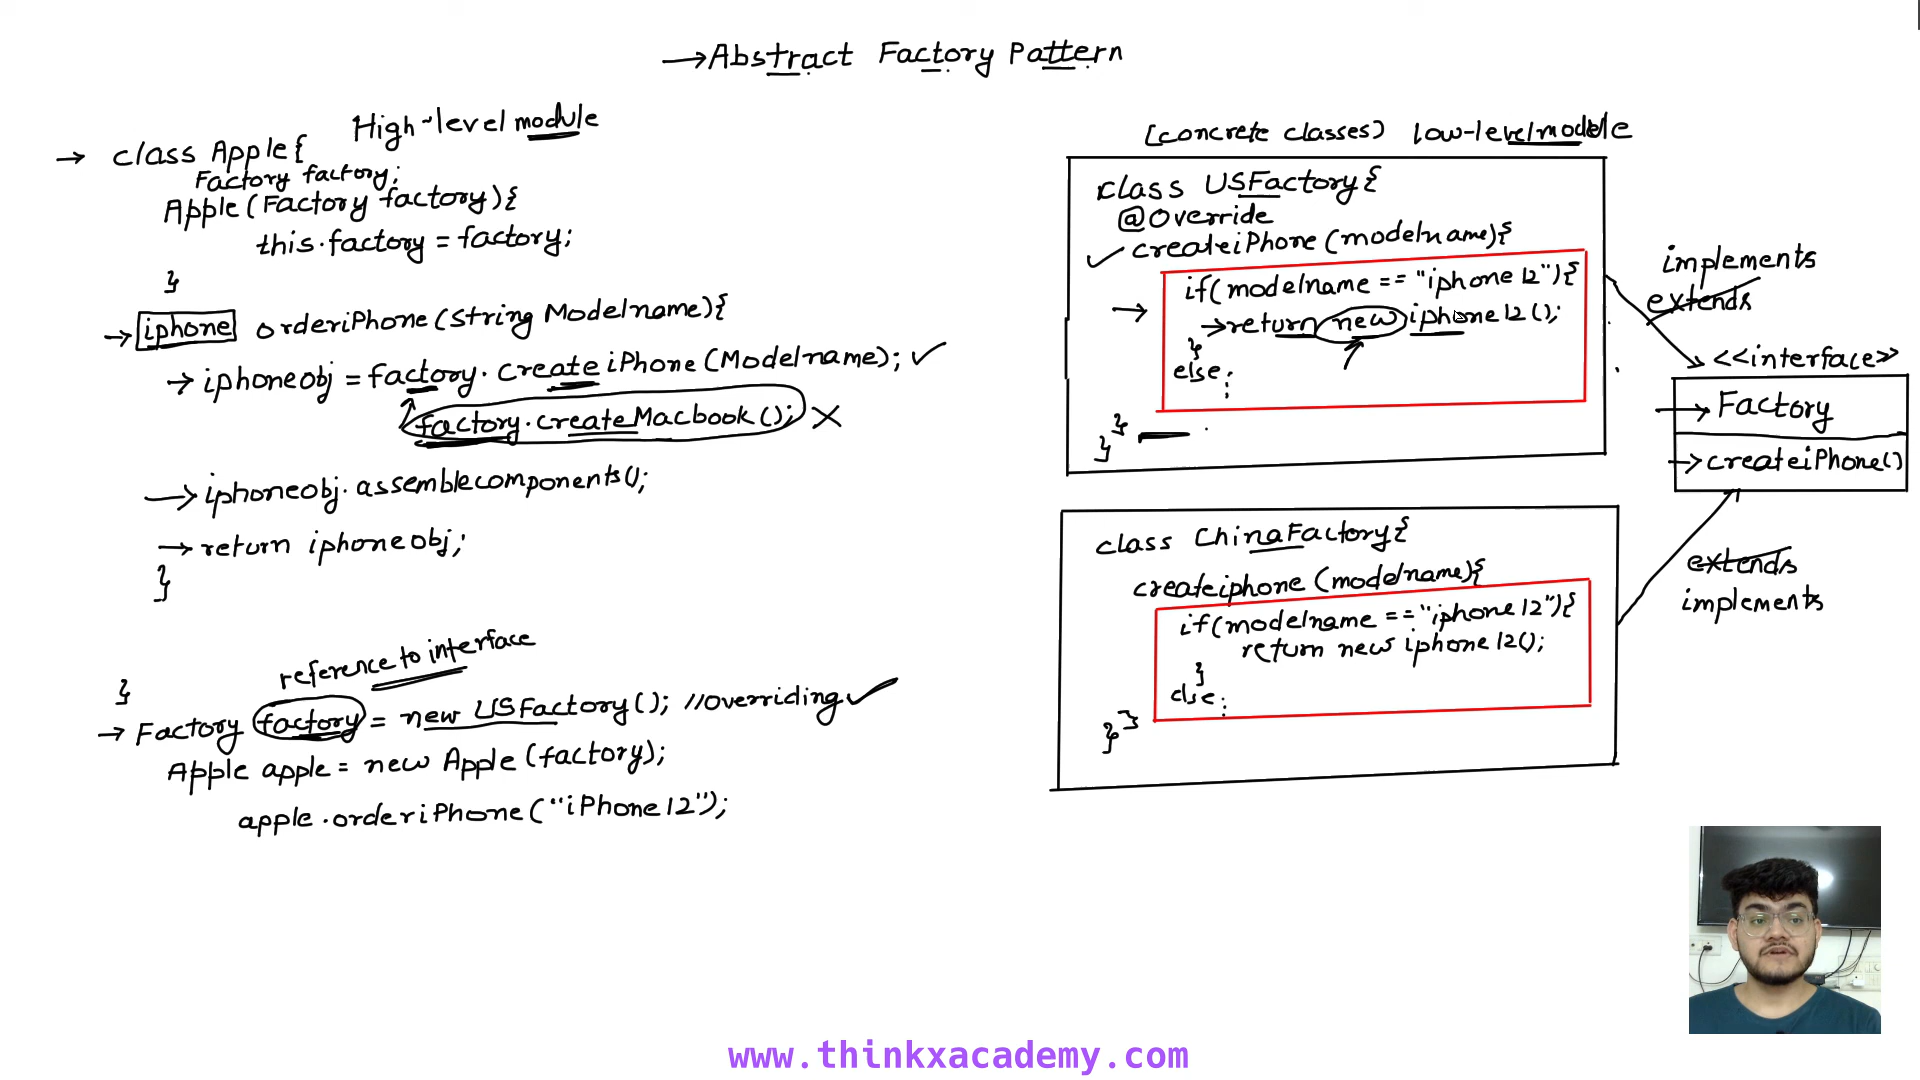 →Abstract Factory Pattern
High-level module
→ class Apple{
Factory factory;
Apple(Factory factory){
this.factory = factory;
}
→ iphone orderiPhone(String Modelname){
→ iphoneobj = factory.create iPhone(Modelname); ✓
factory.createMacbook(); X
→ iphoneobj.assemblecomponents();
→ return iphoneobj;
}
}
reference to interface
→ Factory factory = new USFactory(); //overriding ✓
Apple apple = new Apple(factory);
apple.orderiPhone("iPhone12");
(concrete classes) low-level module
class USFactory{
@Override
✓ createiPhone(modelname){
→ if(modelname == "iphone12"){
→return new iphone12();
}
else:
}
}
class ChinaFactory{
createiphone(modelname){
if(modelname == "iphone12"){
return new iphone12();
}
else:
}
}
implements
extends
<<interface>>
→ Factory
→createiPhone()
extends
implements
www.thinkxacademy.com